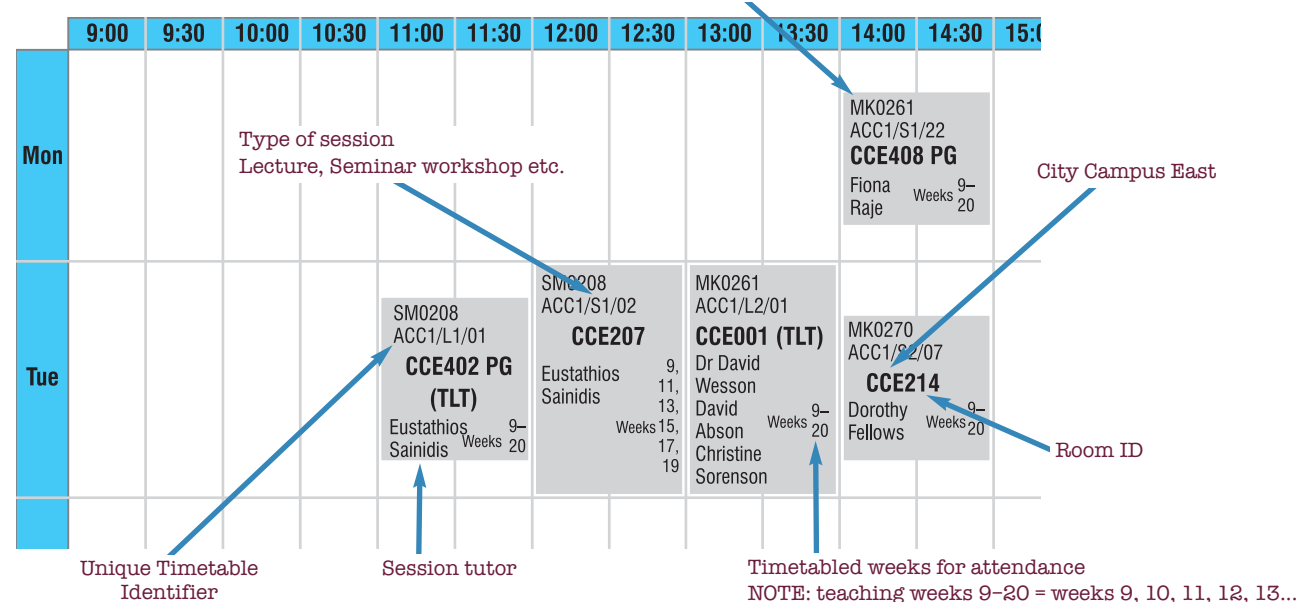 9:00 9:30 10:00 10:30 11:00 11:30 12:00 12:30 13:00 13:30 14:00 14:30 15:0
Mon
MK0261
ACC1/S1/22
CCE408 PG
Fiona
Raje
Weeks 9–
20
Type of session
Lecture, Seminar workshop etc.
City Campus East
Tue
SM0208
ACC1/L1/01
CCE402 PG
(TLT)
Eustathios
Sainidis
Weeks 9–
20
SM0208
ACC1/S1/02
CCE207
Eustathios
Sainidis
Weeks 9,
11,
13,
15,
17,
19
MK0261
ACC1/L2/01
CCE001 (TLT)
Dr David
Wesson
David
Abson
Christine
Sorenson
Weeks 9–
20
MK0270
ACC1/S2/07
CCE214
Dorothy
Fellows
Weeks 9–
20
Room ID
Unique Timetable
Identifier
Session tutor
Timetabled weeks for attendance
NOTE: teaching weeks 9–20 = weeks 9, 10, 11, 12, 13...